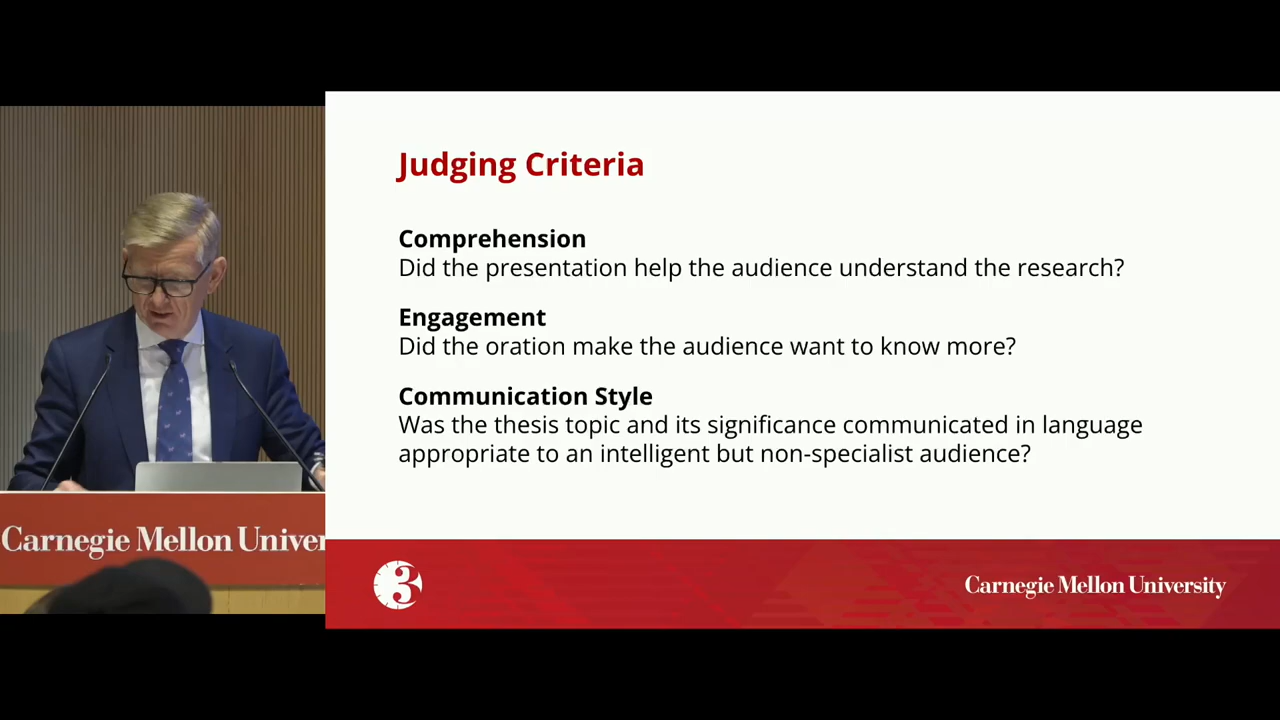 Judging Criteria
Comprehension
Did the presentation help the audience understand the research?
Engagement
Did the oration make the audience want to know more?
Communication Style
Was the thesis topic and its significance communicated in language
appropriate to an intelligent but non-specialist audience?
Carnegie Mellon Univer
3
Carnegie Mellon University